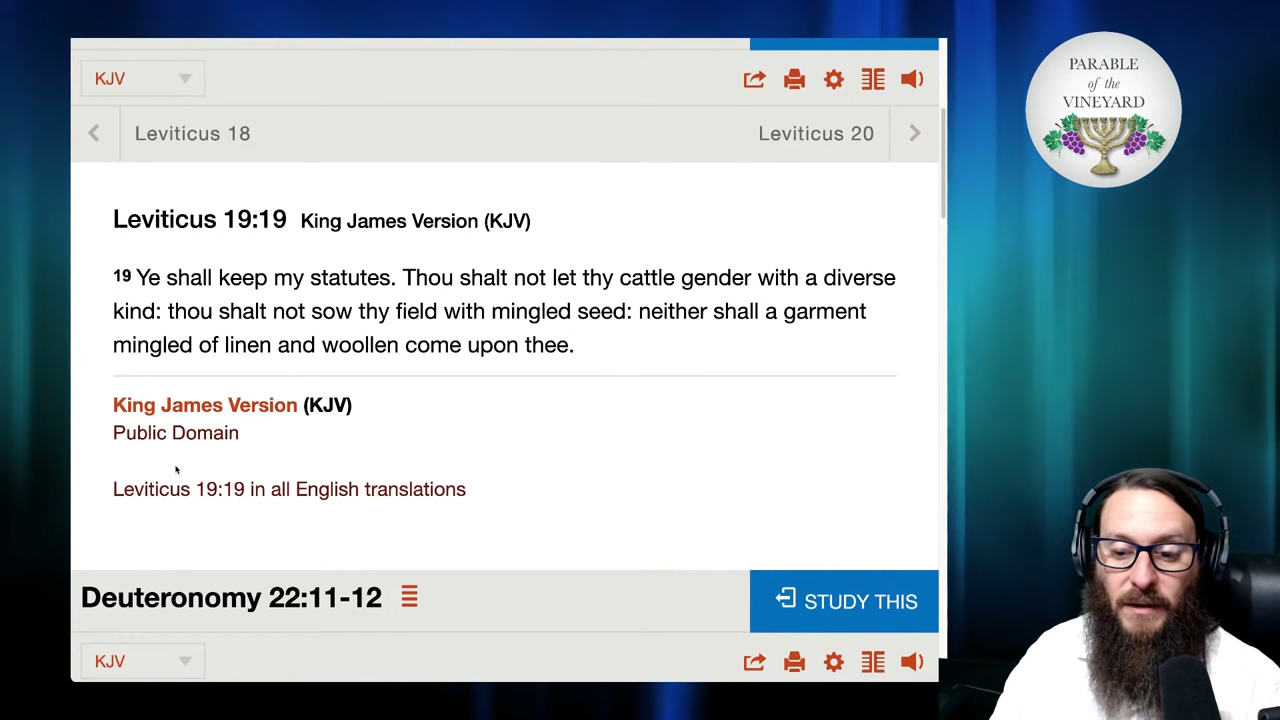 KJV
PARABLE
of the
VINEYARD
Leviticus 18
Leviticus 20
Leviticus 19:19 King James Version (KJV)
19 Ye shall keep my statutes. Thou shalt not let thy cattle gender with a diverse
kind: thou shalt not sow thy field with mingled seed: neither shall a garment
mingled of linen and woollen come upon thee.
King James Version (KJV)
Public Domain
Leviticus 19:19 in all English translations
Deuteronomy 22:11-12
STUDY THIS
KJV